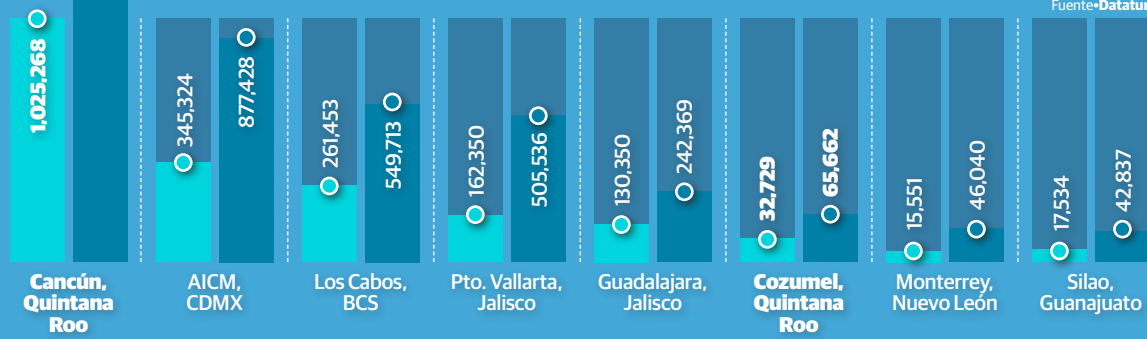 Fuente•Datatur
1,025,268
345,324
877,428
261,453
549,713
162,350
505,536
130,350
242,369
32,729
65,662
15,551
46,040
17,534
42,837
Cancún,
Quintana
Roo
AICM,
CDMX
Los Cabos,
BCS
Pto. Vallarta,
Jalisco
Guadalajara,
Jalisco
Cozumel,
Quintana
Roo
Monterrey,
Nuevo León
Silao,
Guanajuato